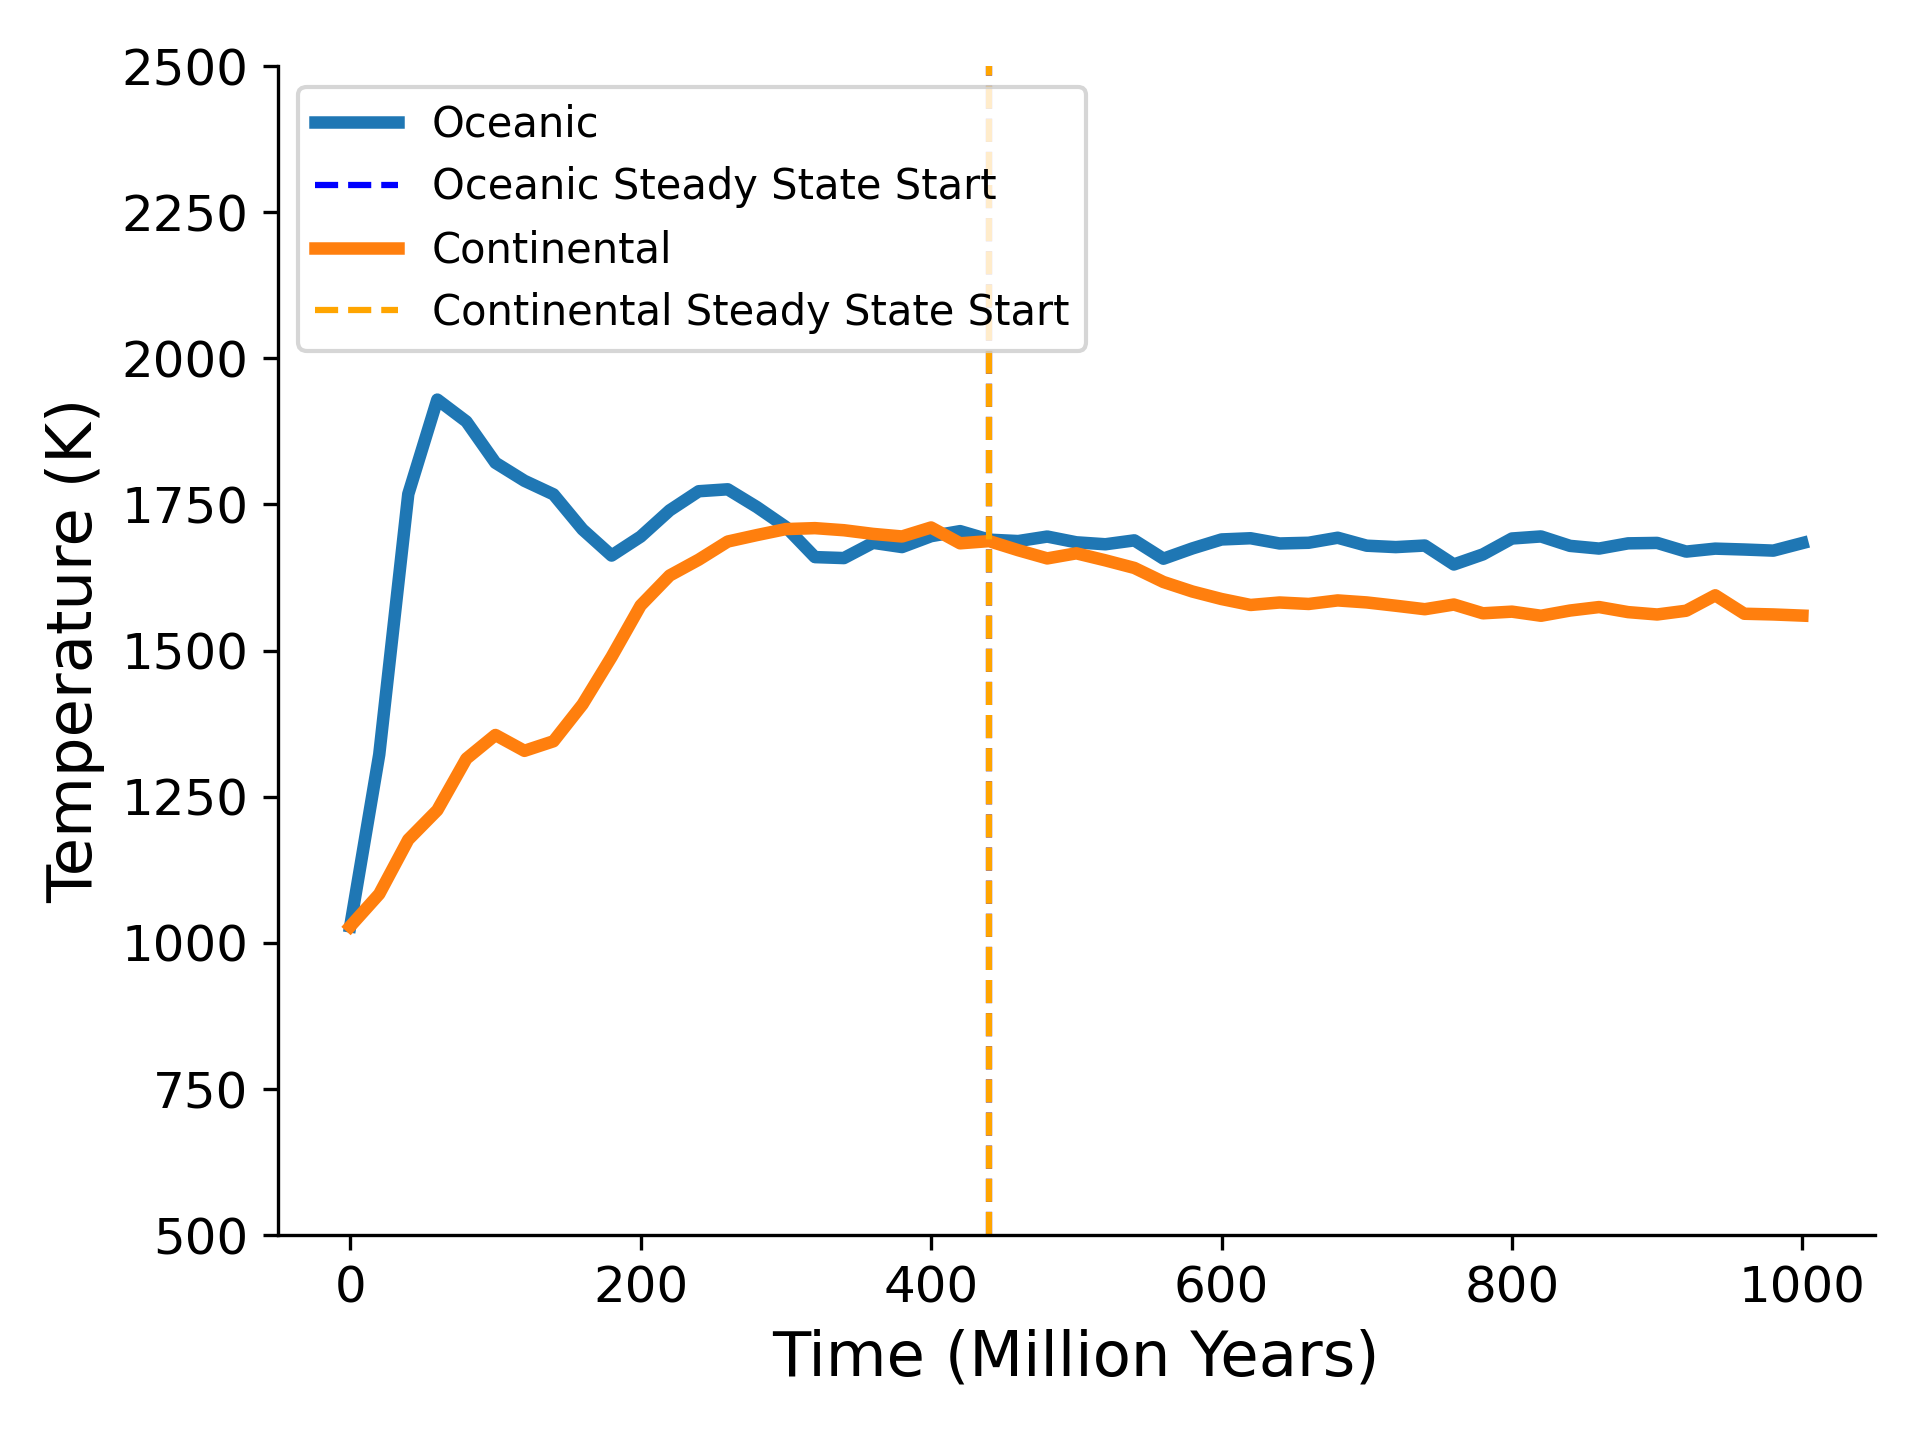 2500
2250
2000
1750
1500
1250
1000
750
500
Temperature (K)
Oceanic
Oceanic Steady State Start
Continental
Continental Steady State Start
0 200 400 600 800 1000
Time (Million Years)